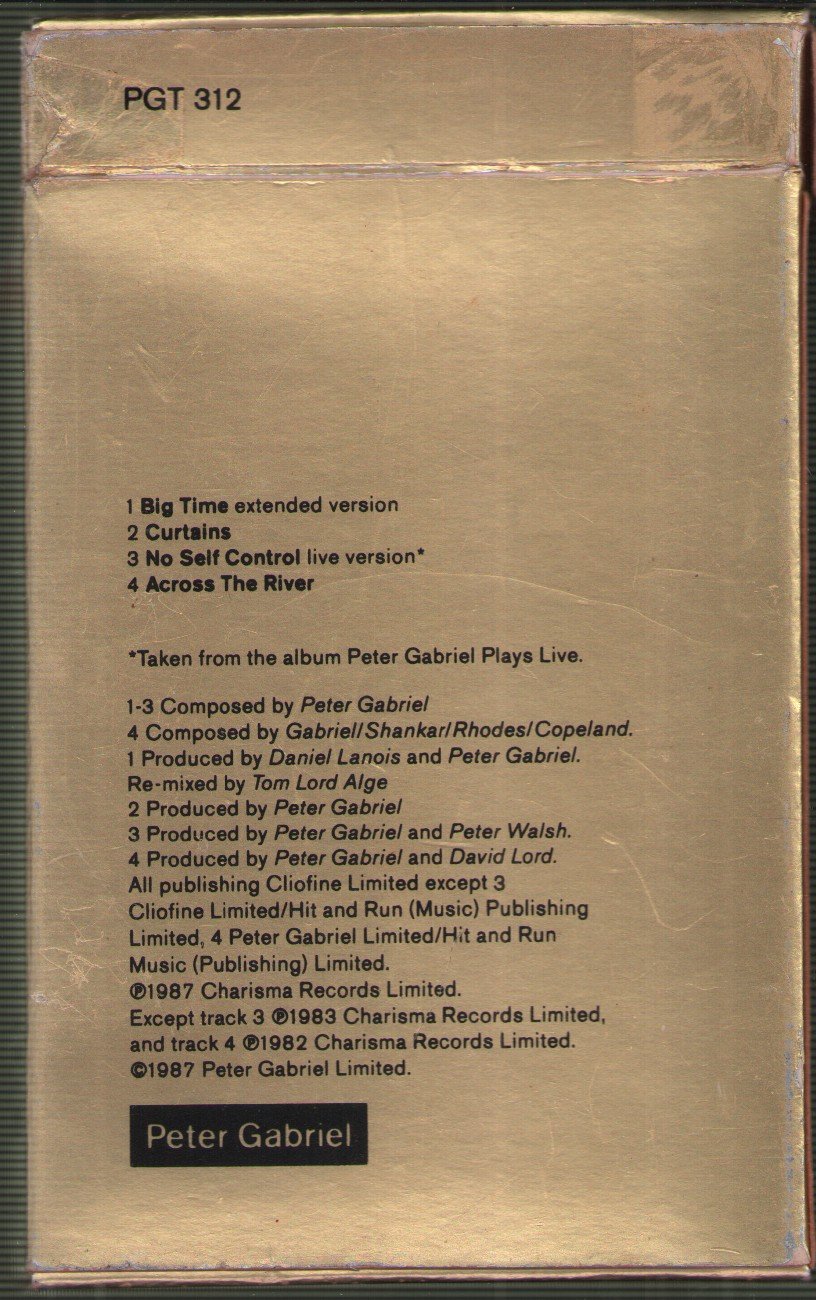 PGT 312
1 Big Time extended version
2 Curtains
3 No Self Control live version*
4 Across The River
*Taken from the album Peter Gabriel Plays Live.
1-3 Composed by Peter Gabriel
4 Composed by Gabriel/Shankar/Rhodes/Copeland.
1 Produced by Daniel Lanois and Peter Gabriel.
Re-mixed by Tom Lord Alge
2 Produced by Peter Gabriel
3 Produced by Peter Gabriel and Peter Walsh.
4 Produced by Peter Gabriel and David Lord.
All publishing Cliofine Limited except 3
Cliofine Limited/Hit and Run (Music) Publishing
Limited, 4 Peter Gabriel Limited/Hit and Run
Music (Publishing) Limited.
℗1987 Charisma Records Limited.
Except track 3 ℗1983 Charisma Records Limited,
and track 4 ℗1982 Charisma Records Limited.
©1987 Peter Gabriel Limited.
Peter Gabriel